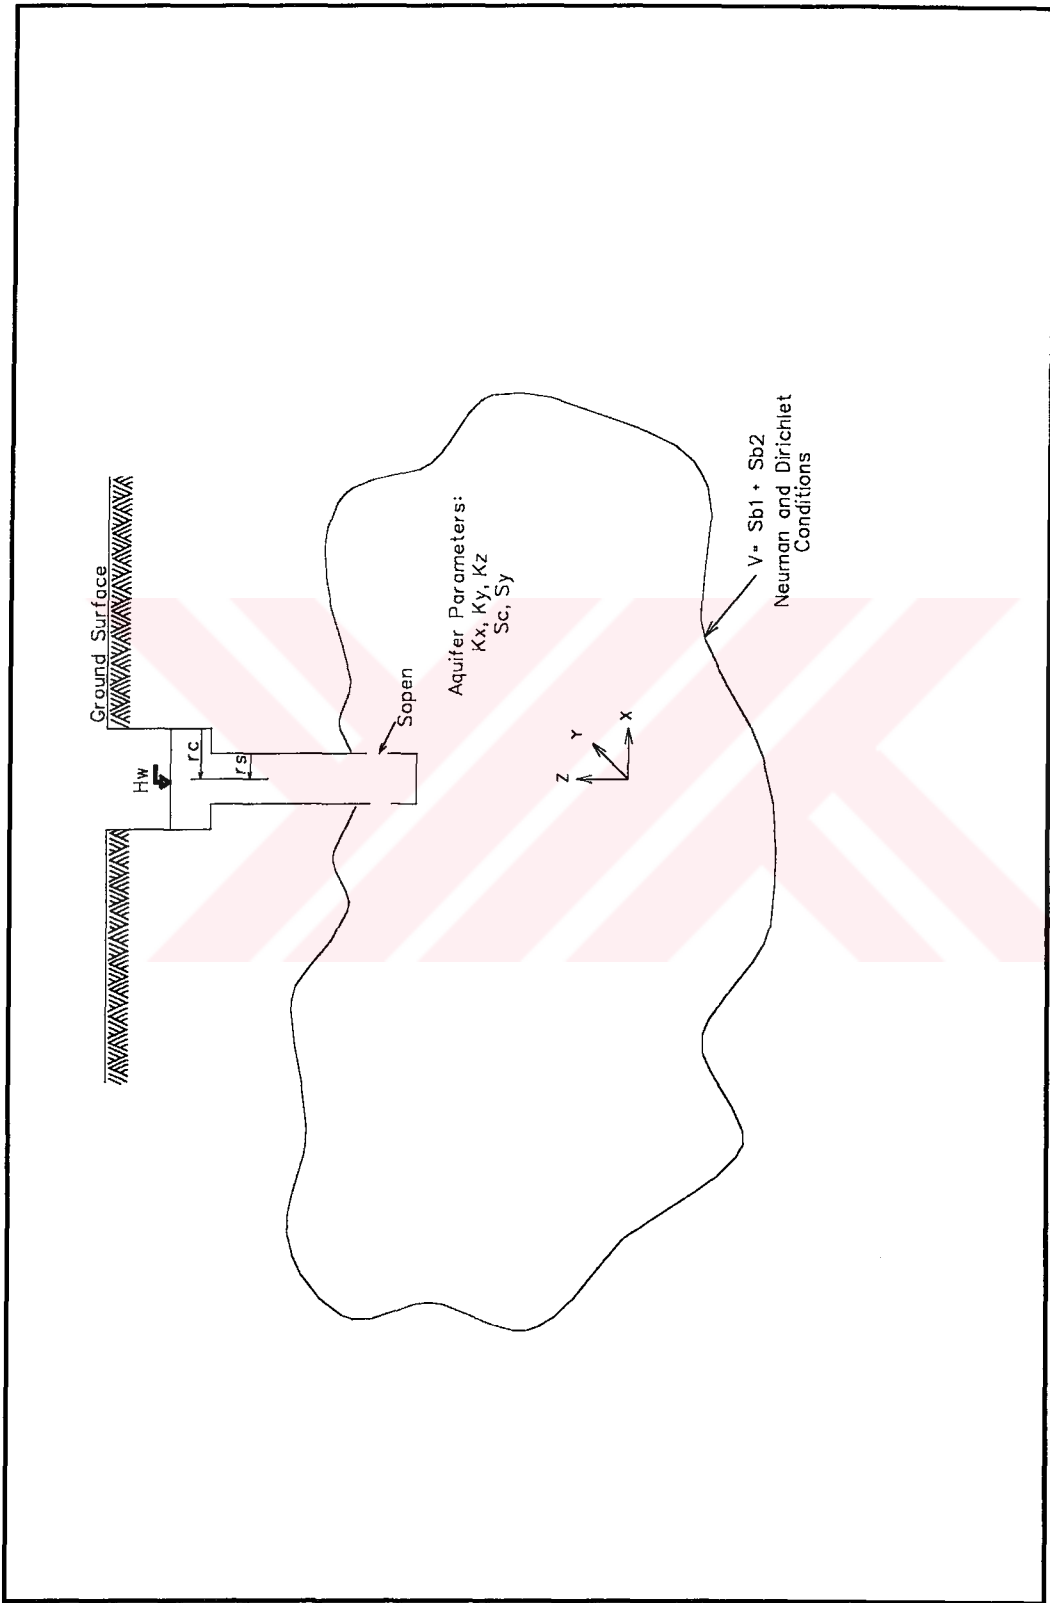 Ground Surface
Hw
rc
rs
Sopen
Aquifer Parameters:
Kx, Ky, Kz
Sc, Sy
Z
Y
X
V= Sb1 + Sb2
Neuman and Dirichlet
Conditions